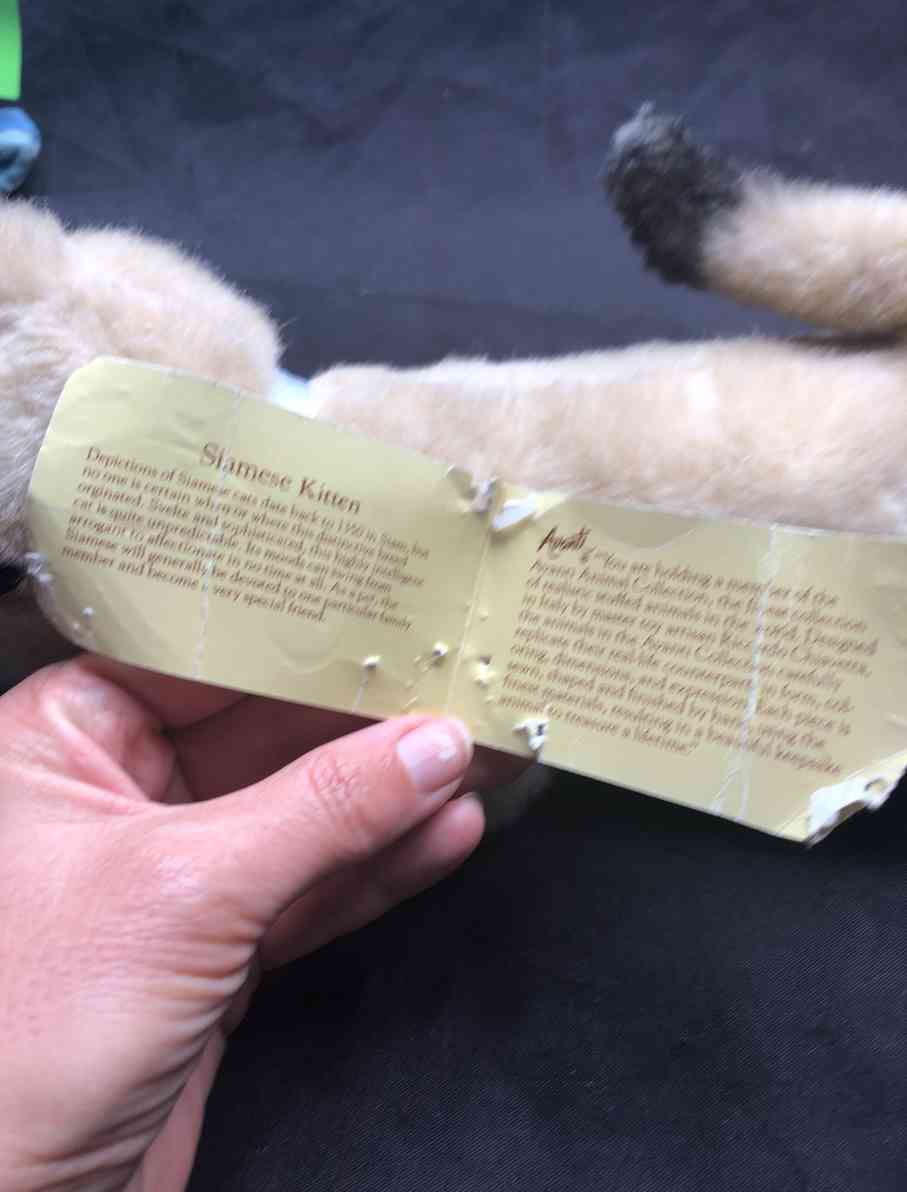 Siamese Kitten
Depictions of Siamese cats date back to 1350 in Siam, but
no one is certain when or where this distinctive breed
orginated. Svelte and sophisticated, this highly intelligent
cat is quite unpredictable. Its moods can swing from
arrogant to affectionate in no time at all. As a pet, the
Siamese will generally be devoted to one particular family
member and become a very special friend.
Avanti "You are holding a member of the
Avanti Animal Collection, the finest collection
of realistic stuffed animals in the world. Designed
in Italy by master toy artisan Riccardo Chiavetta,
the animals in the Avanti Collection carefully
replicate their real-life counterparts in form, col-
oring, dimensions, and expression. Each piece is
sewn, shaped and finished by hand, using the
finest materials, resulting in a beautiful keepsake
animal to treasure a lifetime."